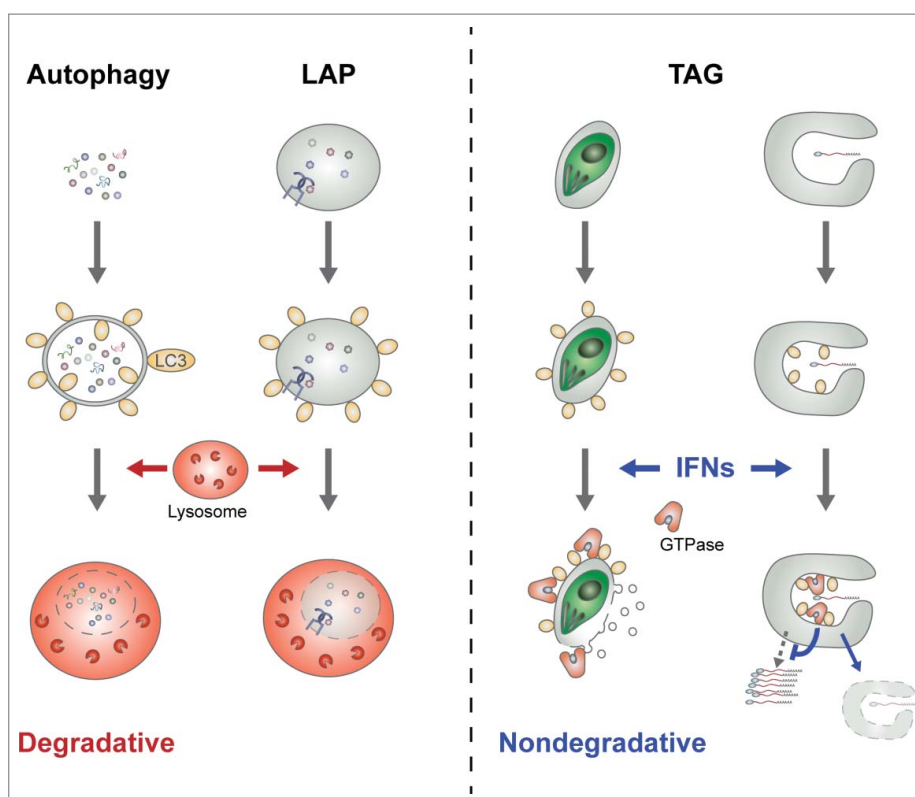 Autophagy
LAP
TAG
LC3
Lysosome
IFNs
GTPase
Degradative
Nondegradative